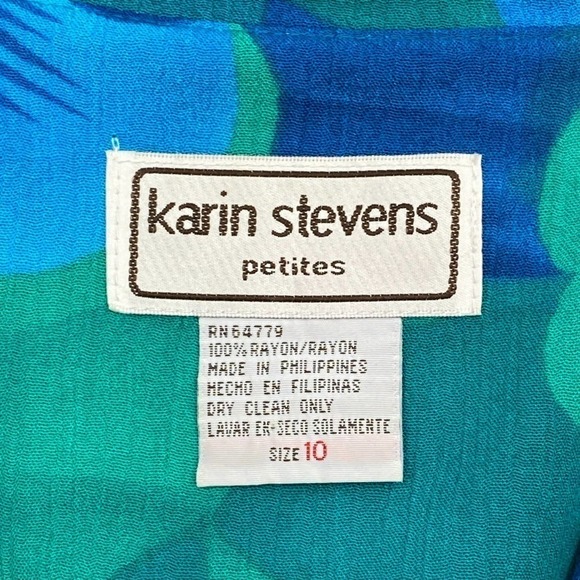 karin stevens
petites
RN64779
100% RAYON/RAYON
MADE IN PHILIPPINES
HECHO EN FILIPINAS
DRY CLEAN ONLY
LAVAR EN-SECO SOLAMENTE
SIZE 10